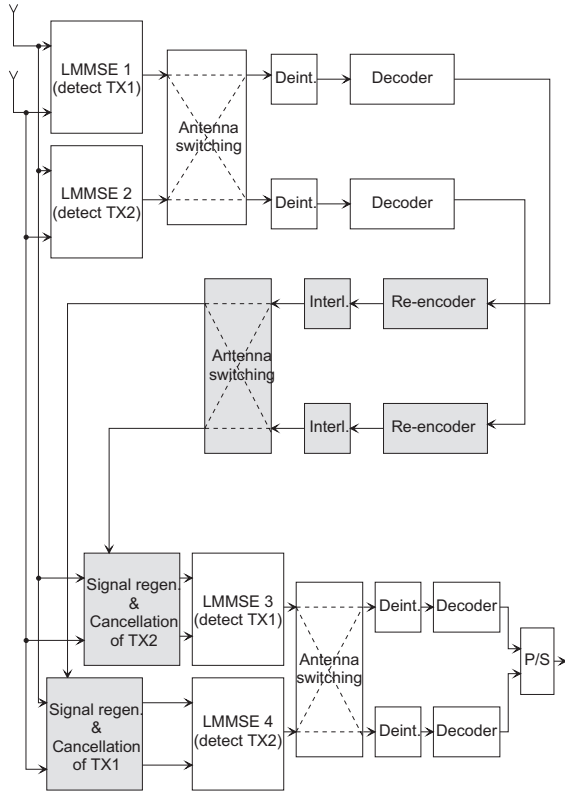 LMMSE 1
(detect TX1)
Antenna
switching
Deint.
Decoder
LMMSE 2
(detect TX2)
Deint.
Decoder
Antenna
switching
Interl.
Re-encoder
Interl.
Re-encoder
Signal regen.
&
Cancellation
of TX2
LMMSE 3
(detect TX1)
Antenna
switching
Deint.
Decoder
P/S
Signal regen.
&
Cancellation
of TX1
LMMSE 4
(detect TX2)
Deint.
Decoder